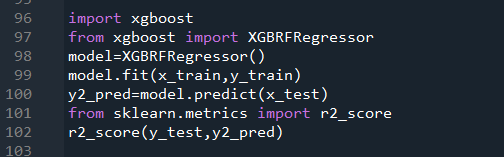 96 import xgboost
97 from xgboost import XGBRFRegressor
98 model=XGBRFRegressor()
99 model.fit(x_train,y_train)
100 y2_pred=model.predict(x_test)
101 from sklearn.metrics import r2_score
102 r2_score(y_test,y2_pred)
103